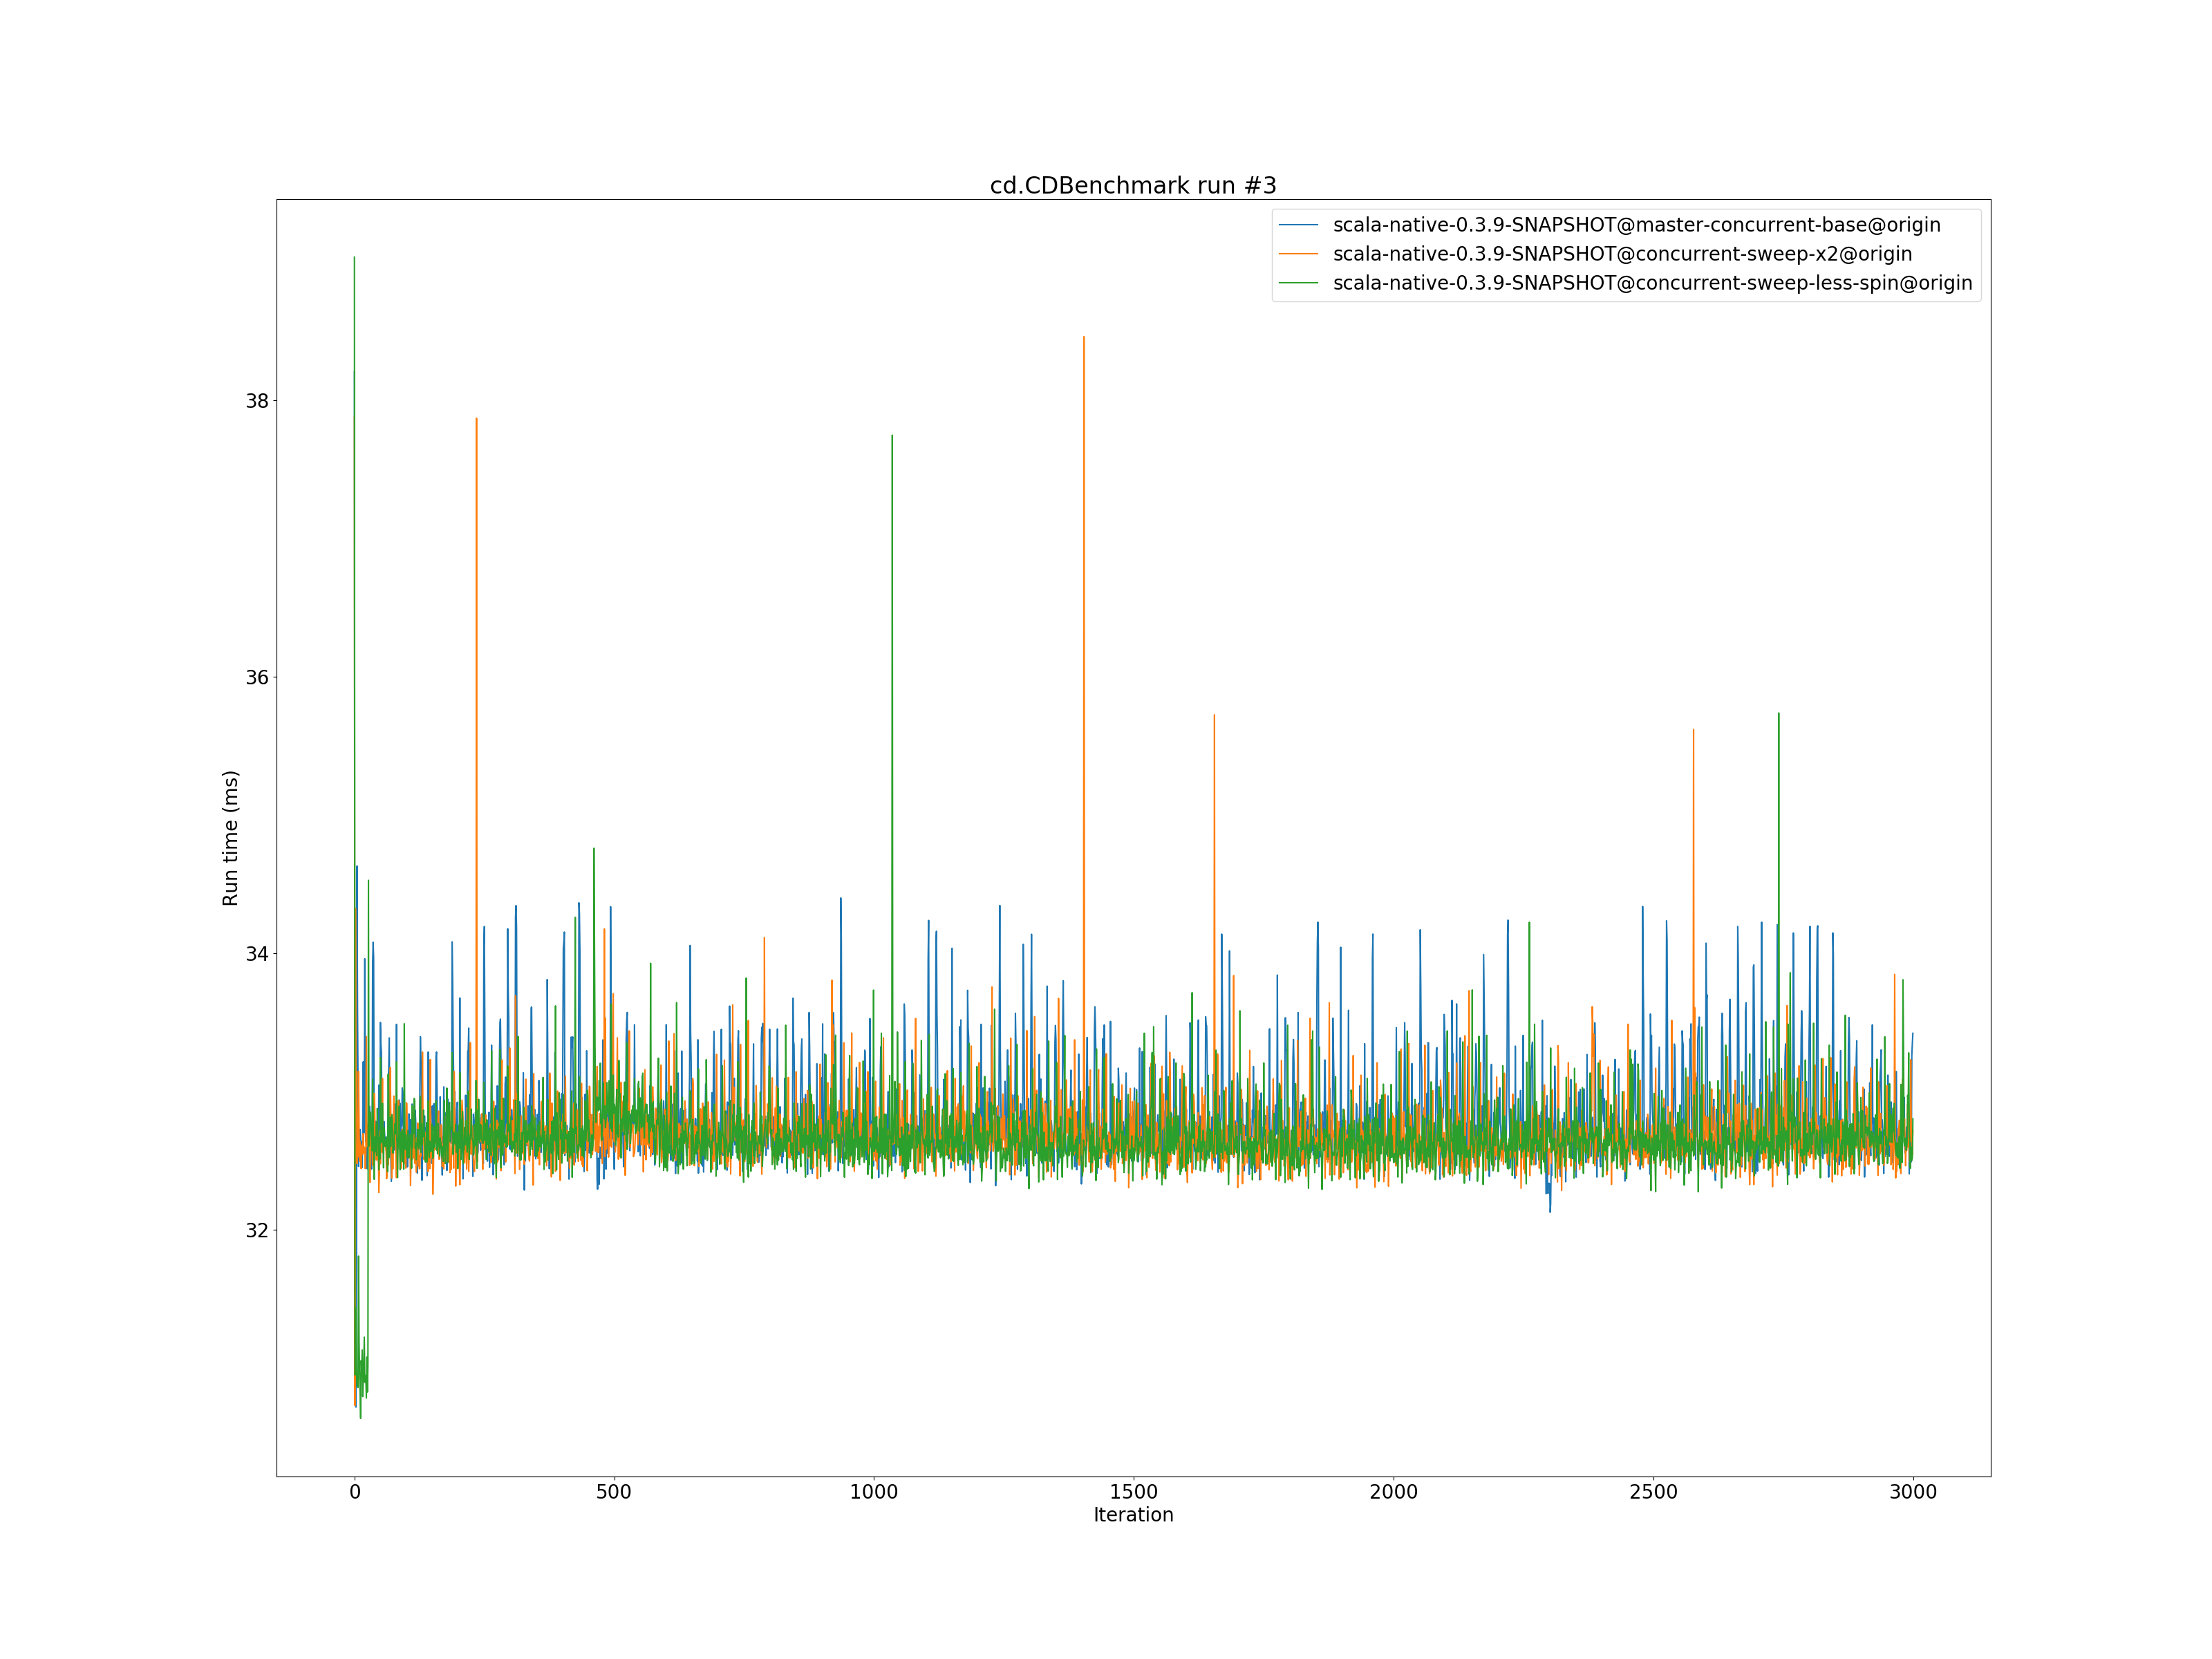 cd.CDBenchmark run #3
scala-native-0.3.9-SNAPSHOT@master-concurrent-base@origin
scala-native-0.3.9-SNAPSHOT@concurrent-sweep-x2@origin
scala-native-0.3.9-SNAPSHOT@concurrent-sweep-less-spin@origin
Run time (ms)
38
36
34
32
0 500 1000 1500 2000 2500 3000
Iteration